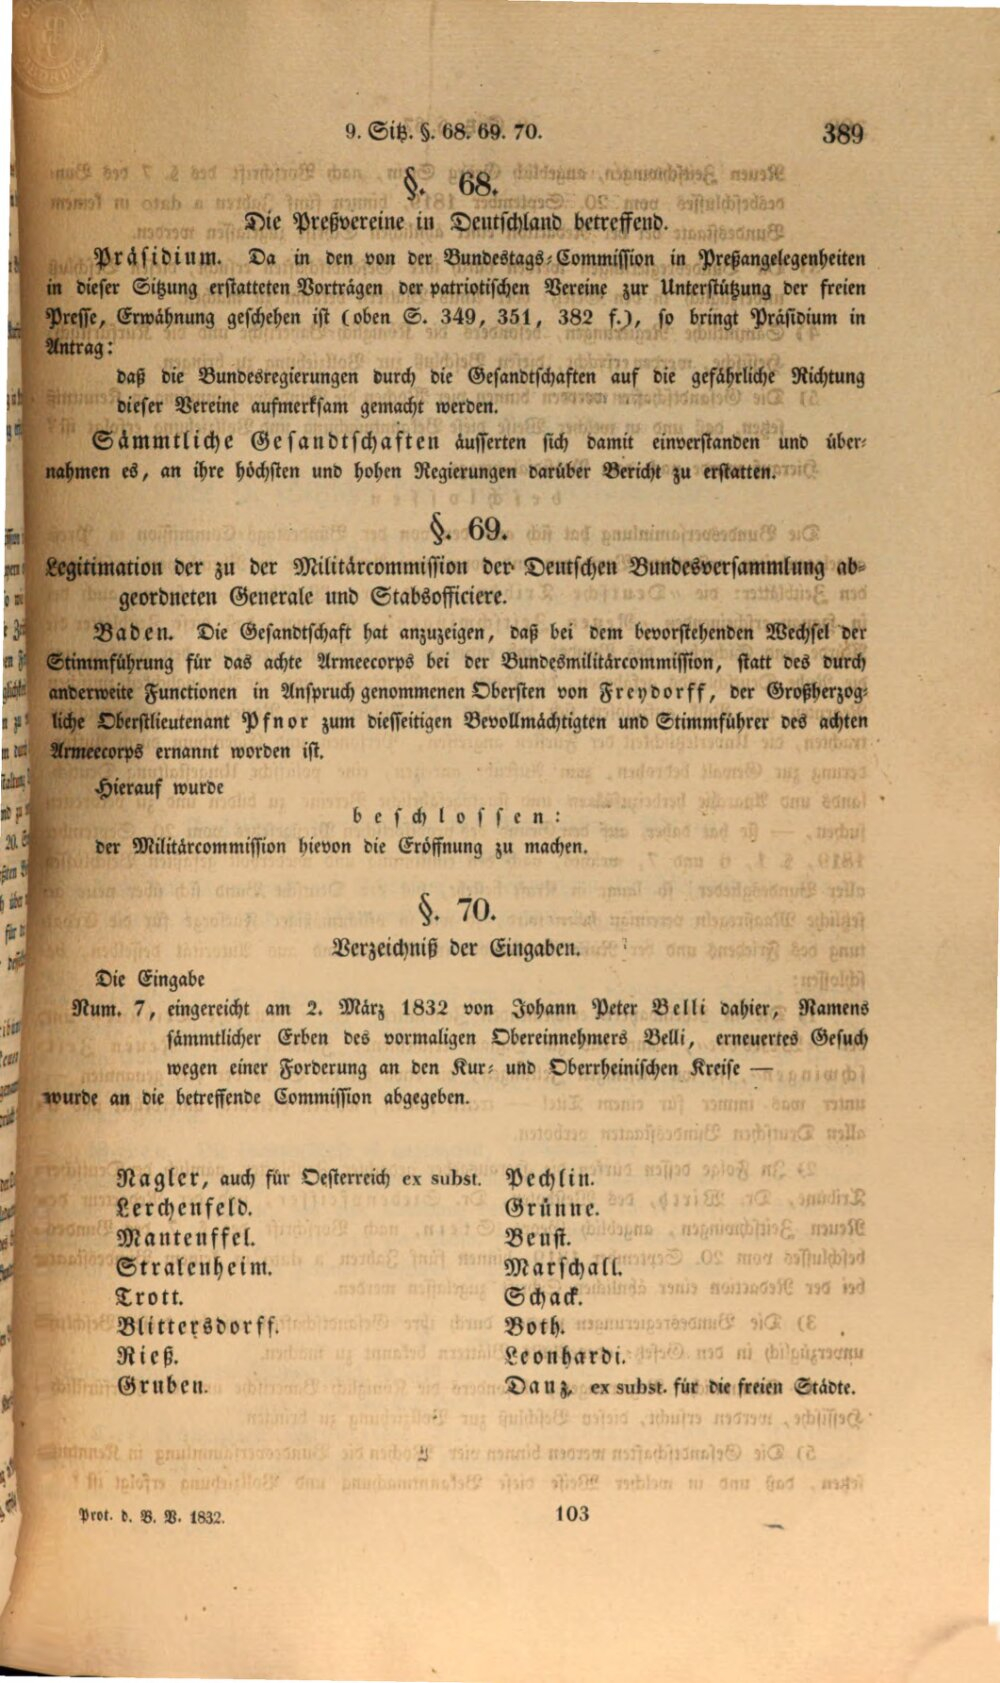 9. Sitz. §. 68. 69. 70. 389
§. 68.
Die Preßvereine in Deutschland betreffend.
Präsidium. Da in den von der Bundestags-Commission in Preßangelegenheiten
in dieser Sitzung erstatteten Vorträgen der patriotischen Vereine zur Unterstützung der freien
Presse, Erwähnung geschehen ist (oben S. 349, 351, 382 f.), so bringt Präsidium in
Antrag:
daß die Bundesregierungen durch die Gesandtschaften auf die gefährliche Richtung
dieser Vereine aufmerksam gemacht werden.
Sämmtliche Gesandtschaften äusserten sich damit einverstanden und über-
nahmen es, an ihre höchsten und hohen Regierungen darüber Bericht zu erstatten.
§. 69.
Legitimation der zu der Militärcommission der Deutschen Bundesversammlung ab-
geordneten Generale und Stabsofficiere.
Baden. Die Gesandtschaft hat anzuzeigen, daß bei dem bevorstehenden Wechsel der
Stimmführung für das achte Armeecorps bei der Bundesmilitärcommission, statt des durch
anderweite Functionen in Anspruch genommenen Obersten von Freydorff, der Großherzog-
liche Oberstlieutenant Pfnor zum diesseitigen Bevollmächtigten und Stimmführer des achten
Armeecorps ernannt worden ist.
Hierauf wurde
beschlossen:
der Militärcommission hievon die Eröffnung zu machen.
§. 70.
Verzeichniß der Eingaben.
Die Eingabe
Num. 7, eingereicht am 2. März 1832 von Johann Peter Belli dahier, Namens
sämmtlicher Erben des vormaligen Obereinnehmers Belli, erneuertes Gesuch
wegen einer Forderung an den Kur- und Oberrheinischen Kreise —
wurde an die betreffende Commission abgegeben.
Nagler, auch für Oesterreich ex subst. Pechlin.
Lerchenfeld. Grünne.
Manteuffel. Beust.
Stralenheim. Marschall.
Trott. Schack.
Blittersdorff. Both.
Rieß. Leonhardi.
Gruben. Danz, ex subst. für die freien Städte.
Prot. d. B. V. 1832. 103